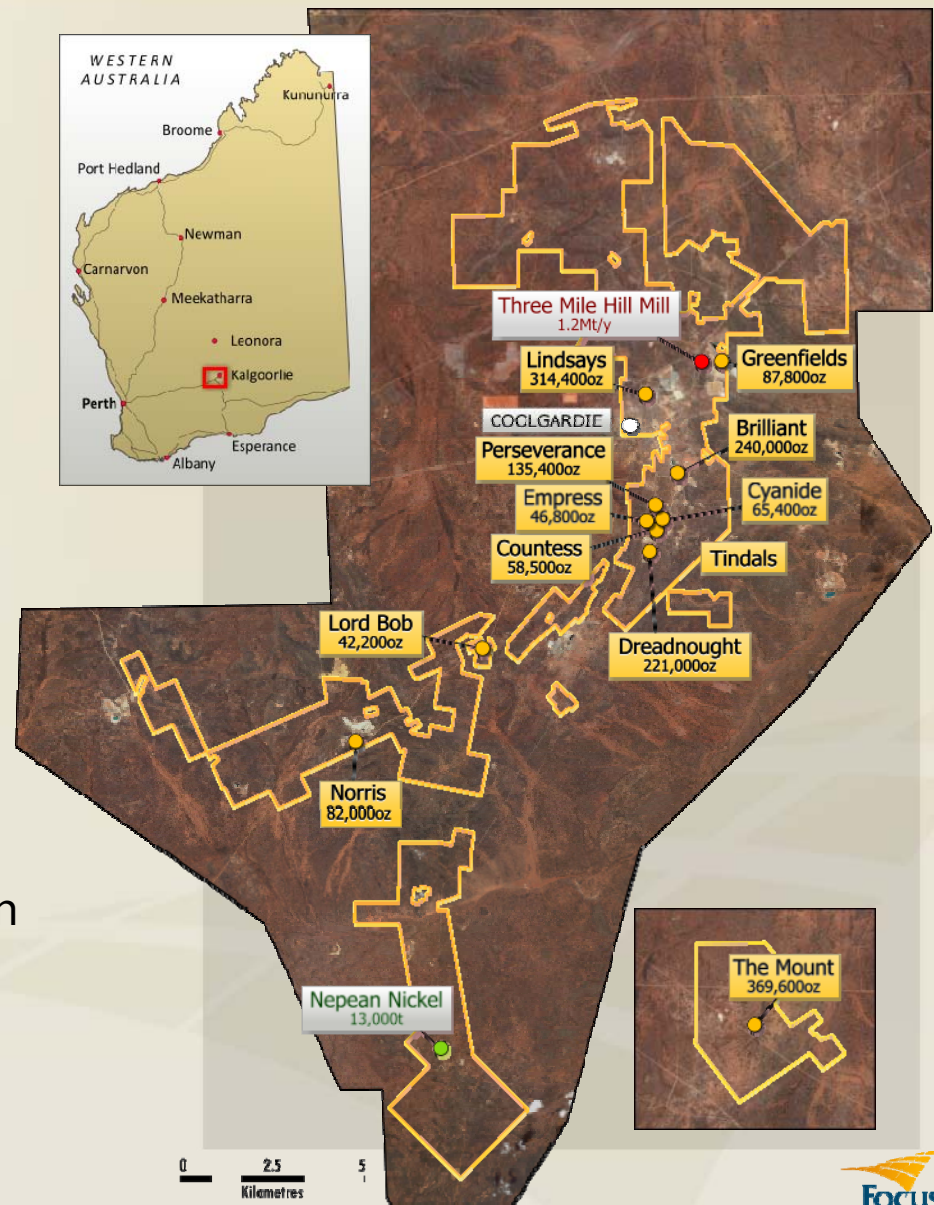 WESTERN
AUSTRALIA
Kununurra
Broome
Port Hedland
Newman
Carnarvon
Meekatharra
Leonora
Kalgoorlie
Perth
Esperance
Albany
Three Mile Hill Mill
1.2Mt/y
Lindsays
314,400oz
Greenfields
87,800oz
COOLGARDIE
Brilliant
240,000oz
Perseverance
135,400oz
Empress
46,800oz
Cyanide
65,400oz
Countess
58,500oz
Tindals
Lord Bob
42,200oz
Dreadnought
221,000oz
Norris
82,000oz
n
The Mount
369,600oz
Nepean Nickel
13,000t
0 2.5 5
Kilometres
FOCUS